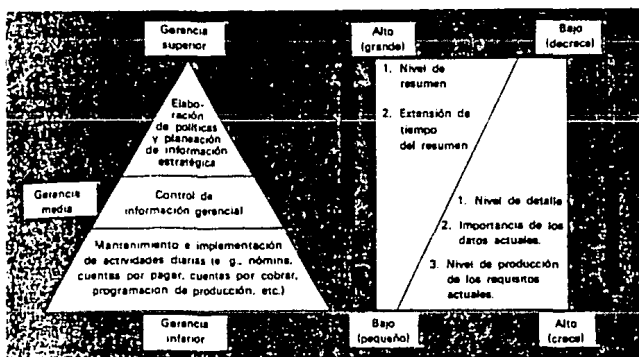 Gerencia
superior
Elabo-
ración
de políticas
y planeación
de información
estratégica
Gerencia
media
Control de
información gerencial
Mantenimiento e implementación
de actividades diarias (e g., nómina,
cuentas por pagar, cuentas por cobrar,
programación de producción, etc.)
Gerencia
inferior
Alto
(grande)
Bajo
(decrece)
1. Nivel de
resumen
2. Extensión de
tiempo
del resumen
1. Nivel de detalle
2. Importancia de los
datos actuales.
3. Nivel de producción
de los requisitos
actuales.
Bajo
(pequeño)
Alto
(crece)